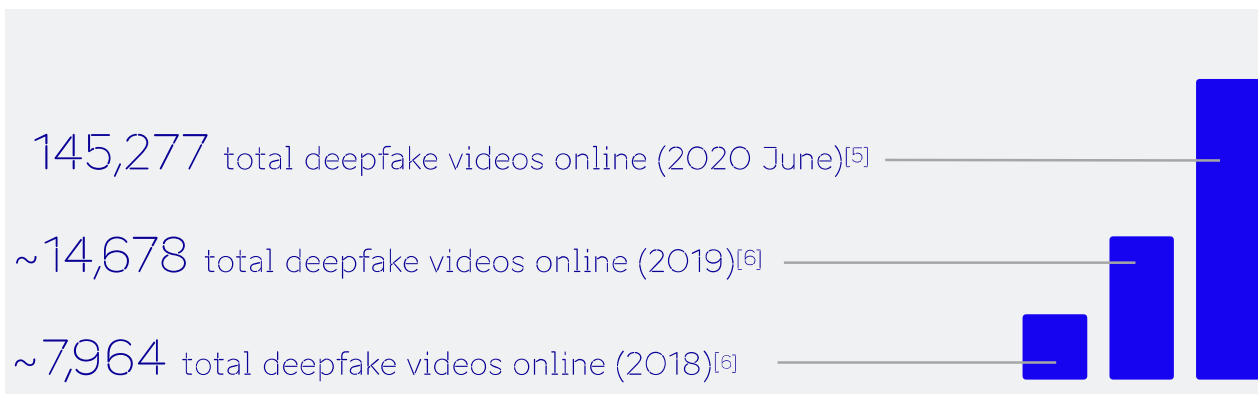 145,277 total deepfake videos online (2020 June)[5]
~14,678 total deepfake videos online (2019)[6]
~7,964 total deepfake videos online (2018)[6]